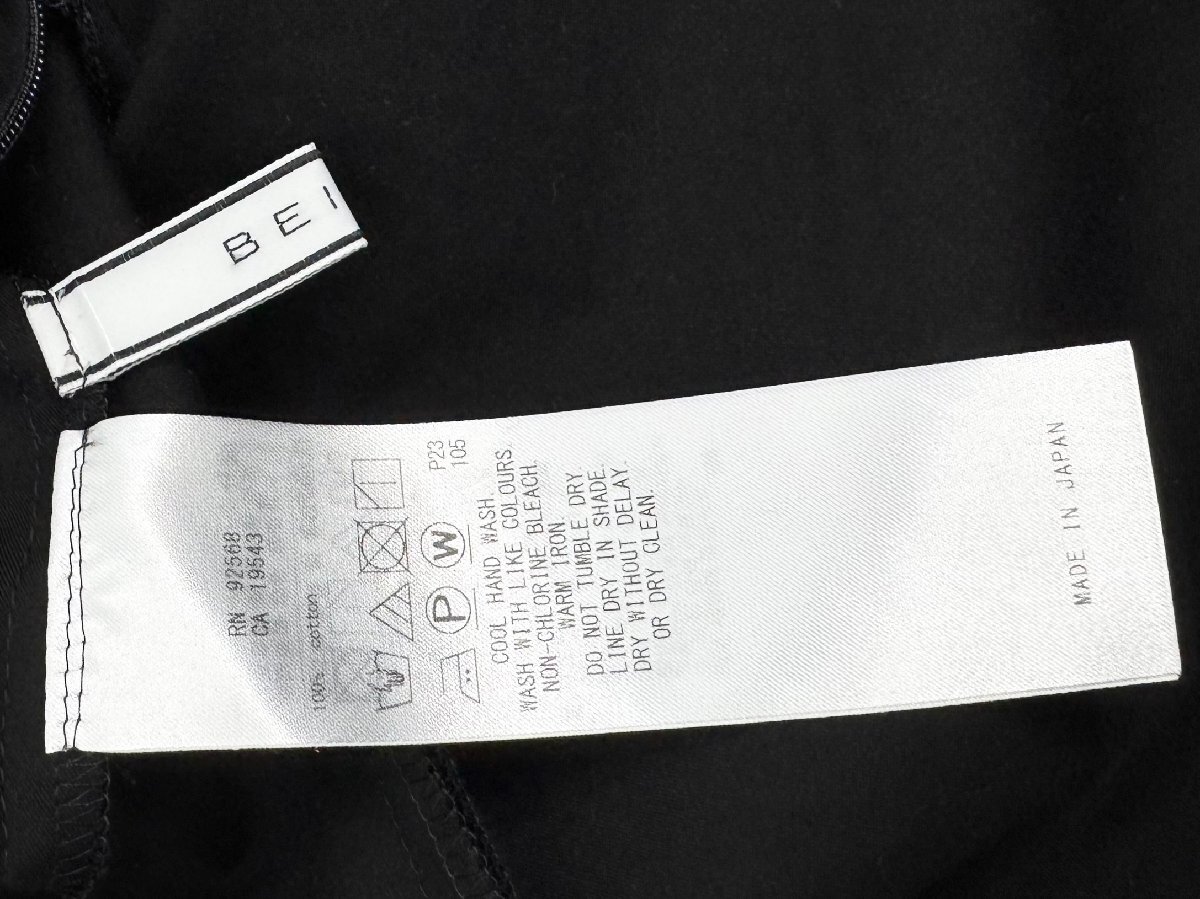 BEI
RN 92568
CA 19543
100% cotton
P W
P23
105
COOL HAND WASH.
WASH WITH LIKE COLOURS.
NON-CHLORINE BLEACH.
WARM IRON.
DO NOT TUMBLE DRY
LINE DRY IN SHADE.
DRY WITHOUT DELAY
OR DRY CLEAN.
MADE IN JAPAN